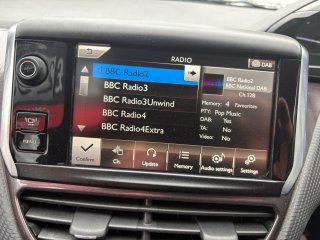 RADIO
DAB
BBC Radio2
BBC Radio3
BBC Radio3Unwind
BBC Radio4
BBC Radio4Extra
BBC Radio2
BBC National DAB
Ch.12B
Memory: 4 Favourites
PTY: Pop Music
DAB: Yes
TA: No
Video: No
Confirm
Ch.
Update
Memory
Audio settings
Settings
MENU